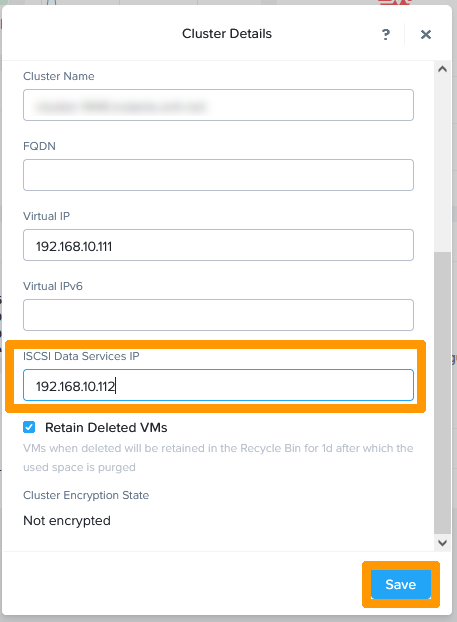 Cluster Details
?
Cluster Name
FQDN
Virtual IP
192.168.10.111
Virtual IPv6
ISCSI Data Services IP
192.168.10.112
Retain Deleted VMs
VMs when deleted will be retained in the Recycle Bin for 1d after which the
used space is purged
Cluster Encryption State
Not encrypted
Save